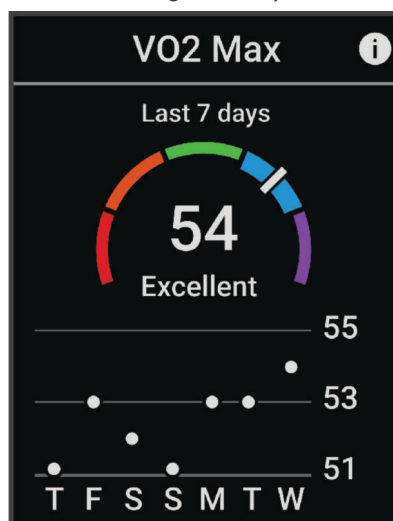 VO2 Max i
Last 7 days
54
Excellent
55
53
51
T F S S M T W